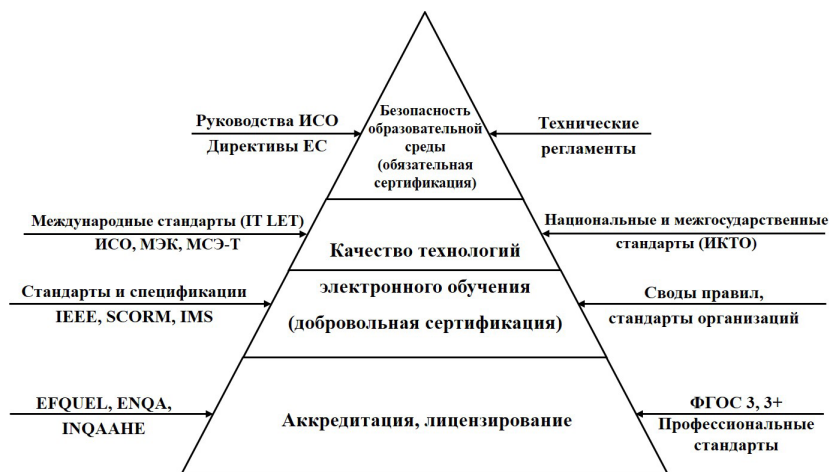 Безопасность
образовательной
среды
(обязательная
сертификация)
Руководства ИСО
Директивы ЕС
Технические
регламенты
Международные стандарты (IT LET)
ИСО, МЭК, МСЭ-Т
Качество технологий
Национальные и межгосударственные
стандарты (ИКТО)
Стандарты и спецификации
IEEE, SCORM, IMS
электронного обучения
(добровольная сертификация)
Своды правил,
стандарты организаций
EFQUEL, ENQA,
INQAAHE
Аккредитация, лицензирование
ФГОС 3, 3+
Профессиональные
стандарты